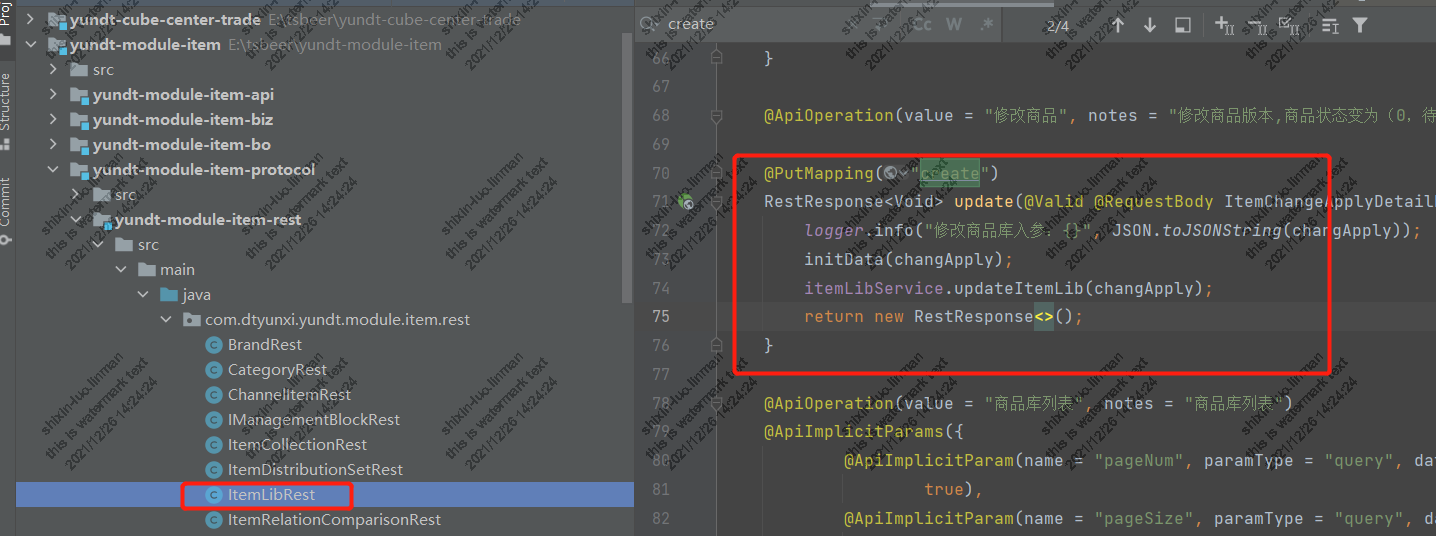 Proj
Structure
Commit
yundt-cube-center-trade E:\tsbeer\yundt-cube-center-trade
yundt-module-item E:\tsbeer\yundt-module-item
src
yundt-module-item-api
yundt-module-item-biz
yundt-module-item-bo
yundt-module-item-protocol
src
yundt-module-item-rest
src
main
java
com.dtyunxi.yundt.module.item.rest
BrandRest
CategoryRest
ChannelItemRest
IManagementBlockRest
ItemCollectionRest
ItemDistributionSetRest
ItemLibRest
ItemRelationComparisonRest
create Cc W .* 2/4
66 }
67
68 @ApiOperation(value = "修改商品", notes = "修改商品版本,商品状态变为（0，待
69
70 @PutMapping("create")
71 RestResponse<Void> update(@Valid @RequestBody ItemChangeApplyDetail
72 logger.info("修改商品库入参：{}", JSON.toJSONString(changApply));
73 initData(changApply);
74 itemLibService.updateItemLib(changApply);
75 return new RestResponse<>();
76 }
77
78 @ApiOperation(value = "商品库列表", notes = "商品库列表")
79 @ApiImplicitParams({
80 @ApiImplicitParam(name = "pageNum", paramType = "query", da
81 true),
82 @ApiImplicitParam(name = "pageSize", paramType = "query", da
shixin-luo.linman
this is watermark text
2021/12/26 14:24:24